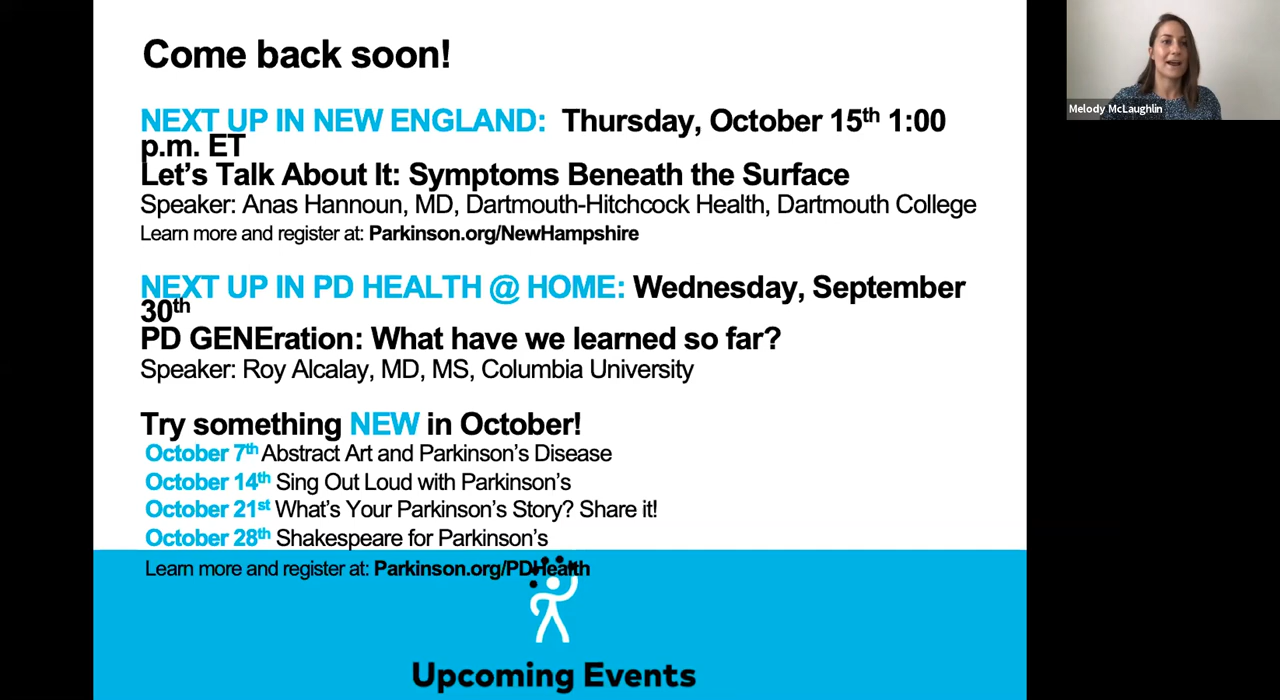 Come back soon!
NEXT UP IN NEW ENGLAND: Thursday, October 15th 1:00
p.m. ET
Let's Talk About It: Symptoms Beneath the Surface
Speaker: Anas Hannoun, MD, Dartmouth-Hitchcock Health, Dartmouth College
Learn more and register at: Parkinson.org/NewHampshire
NEXT UP IN PD HEALTH @ HOME: Wednesday, September
30th
PD GENEration: What have we learned so far?
Speaker: Roy Alcalay, MD, MS, Columbia University
Try something NEW in October!
October 7th Abstract Art and Parkinson's Disease
October 14th Sing Out Loud with Parkinson's
October 21st What's Your Parkinson's Story? Share it!
October 28th Shakespeare for Parkinson's
Learn more and register at: Parkinson.org/PDHealth
Upcoming Events
Melody McLaughlin